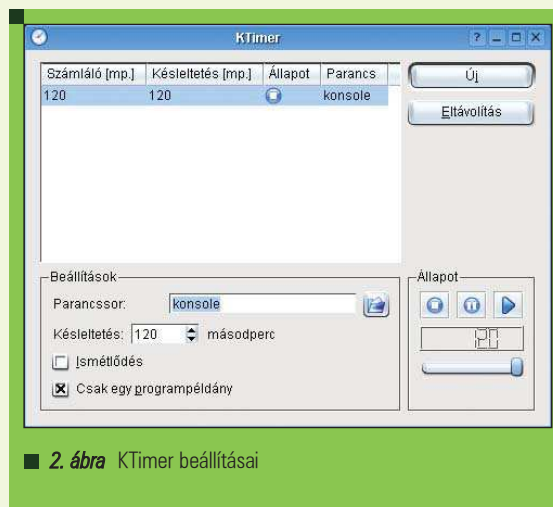 KTimer
Számláló [mp.] Késleltetés [mp.] Állapot Parancs
120 120 konsole
Új
Eltávolítás
Beállítások
Parancssor: konsole
Késleltetés: 120 másodperc
Ismétlődés
Csak egy programpéldány
Állapot
120
2. ábra KTimer beállításai